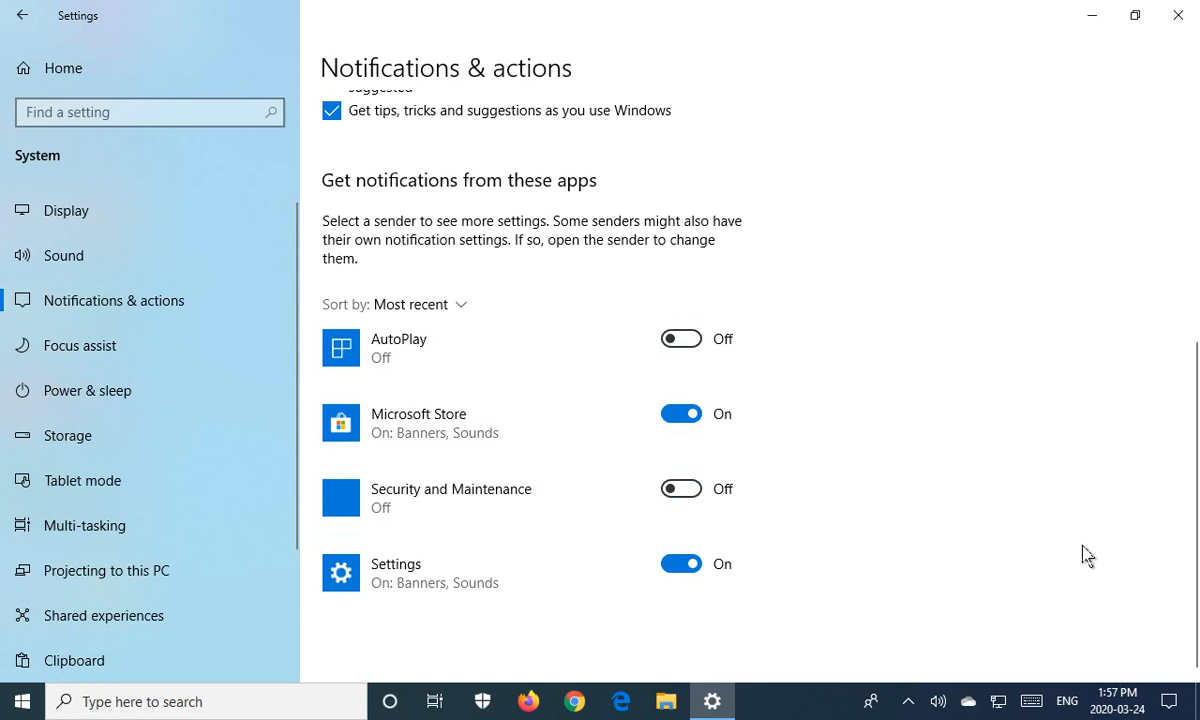 Settings
Home
Find a setting
System
Display
Sound
Notifications & actions
Focus assist
Power & sleep
Storage
Tablet mode
Multi-tasking
Projecting to this PC
Shared experiences
Clipboard
Notifications & actions
suggested
Get tips, tricks and suggestions as you use Windows
Get notifications from these apps
Select a sender to see more settings. Some senders might also have
their own notification settings. If so, open the sender to change
them.
Sort by: Most recent
AutoPlay
Off
Off
Microsoft Store
On: Banners, Sounds
On
Security and Maintenance
Off
Off
Settings
On: Banners, Sounds
On
Type here to search
ENG
1:57 PM
2020-03-24